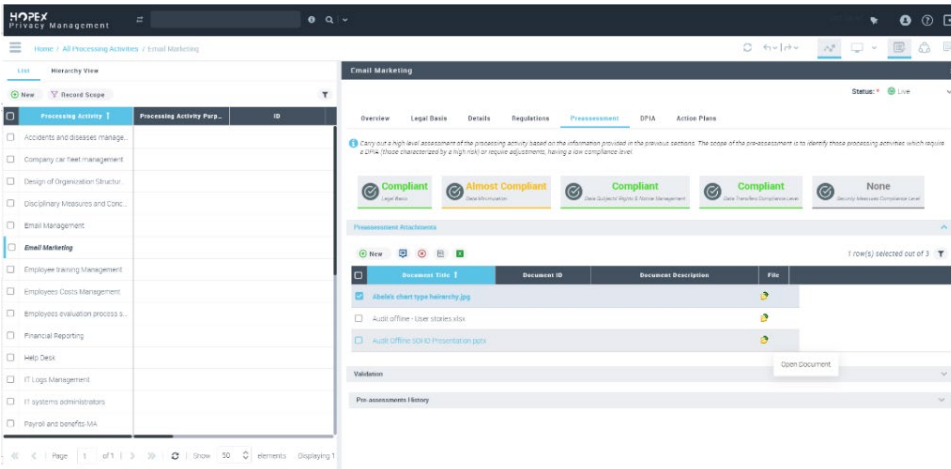 HOPEX
Privacy Management
Home / All Processing Activities / Email Marketing
List
Hierarchy View
New
Record Scope
Processing Activity
Processing Activity Purp...
ID
Accidents and diseases manage...
Company car fleet management
Design of Organization Structur...
Disciplinary Measures and Conc...
Email Management
Email Marketing
Employee training Management
Employees Costs Management
Employees evaluation process s...
Financial Reporting
Help Desk
IT Logs Management
IT systems administrators
Payroll and benefits MA
Page 1 of 1
Show 50 elements Displaying 1
Email Marketing
Status: * Live
Overview
Legal Basis
Details
Regulations
Preassessment
DPIA
Action Plans
Carry out a high level assessment of the processing activity based on the information provided in the previous sections. The scope of the pre-assessment is to identify those processing activities which require
a DPIA (those characterized by a high risk) or require adjustments, having a low compliance level
Compliant
Legal Basis
Almost Compliant
Data Minimization
Compliant
Data Subjects' Rights & Notice Management
Compliant
Data Transfers Compliance Level
None
Security Measures Compliance Level
Preassessment Attachments
New
1 row(s) selected out of 3
Document Title
Document ID
Document Description
File
Abela's chart type heirarchy.jpg
Audit offline - User stories.xlsx
Audit Offline SOHO Presentation.pptx
Open Document
Validation
Pre-assessments History